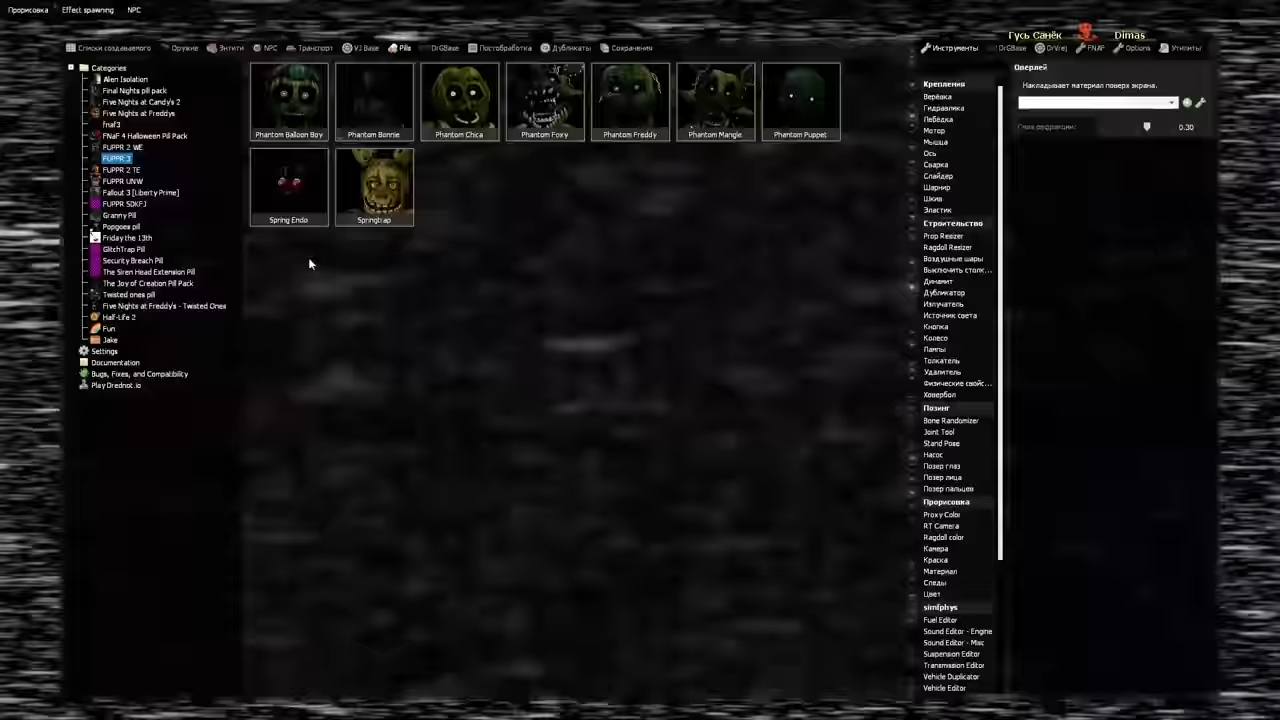 Прорисовка Effect spawning NPC
Гусь Санёк Dimas
Списки создаваемого Оружие Энтити NPC Транспорт VJ Base Pills DrGBase Постобработка Дубликаты Сохранения
Инструменты DrGBase FNAF Options Утилиты
Categories
Alien Isolation
Final Nights pill pack
Five Nights at Candy's 2
Five Nights at Freddys
fnaf3
FNaF 4 Halloween Pill Pack
FUPPR 2 WE
FUPPR 3
FUPPR 2 TE
FUPPR UNW
Fallout 3 [Liberty Prime]
FUPPR SDKFJ
Granny Pill
Popgoes pill
Friday the 13th
GlitchTrap Pill
Security Breach Pill
The Siren Head Extension Pill
The Joy of Creation Pill Pack
Twisted ones pill
Five Nights at Freddy's - Twisted Ones
Half-Life 2
Fun
Jake
Settings
Documentation
Bugs, Fixes, and Compatibility
Play Drednot.io
Phantom Balloon Boy
Phantom Bonnie
Phantom Chica
Phantom Foxy
Phantom Freddy
Phantom Mangle
Phantom Puppet
Spring Endo
Springtrap
Крепления
Верёвка
Гидравлика
Лебёдка
Мотор
Мышца
Ось
Сварка
Слайдер
Шарнир
Шкив
Эластик
Строительство
Prop Resizer
Ragdoll Resizer
Воздушные шары
Выключить столк...
Динамит
Дубликатор
Излучатель
Источник света
Кнопка
Колесо
Лампы
Толкатель
Удалитель
Физические свойс...
Ховербол
Позинг
Bone Randomizer
Joint Tool
Stand Pose
Насос
Позер глаз
Позер лица
Позер пальцев
Прорисовка
Proxy Color
RT Camera
Ragdoll color
Камера
Краска
Материал
Следы
Цвет
simfphys
Fuel Editor
Sound Editor - Engine
Sound Editor - Misc
Suspension Editor
Transmission Editor
Vehicle Duplicator
Vehicle Editor
Оверлей
Накладывает материал поверх экрана.
0.30